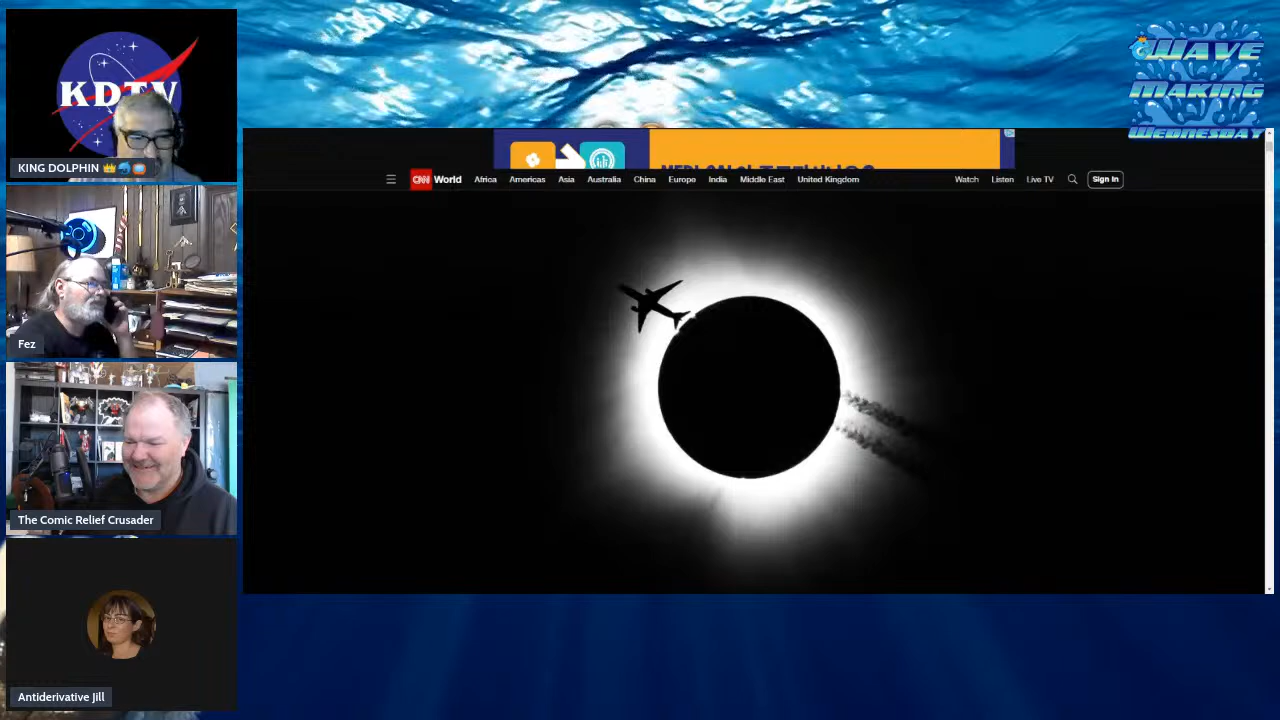 KDTV
KING DOLPHIN
Fez
The Comic Relief Crusader
Antiderivative Jill
WAVE
MAKING
WEDNESDAY
CNN World Africa Americas Asia Australia China Europe India Middle East United Kingdom Watch Listen Live TV Sign In